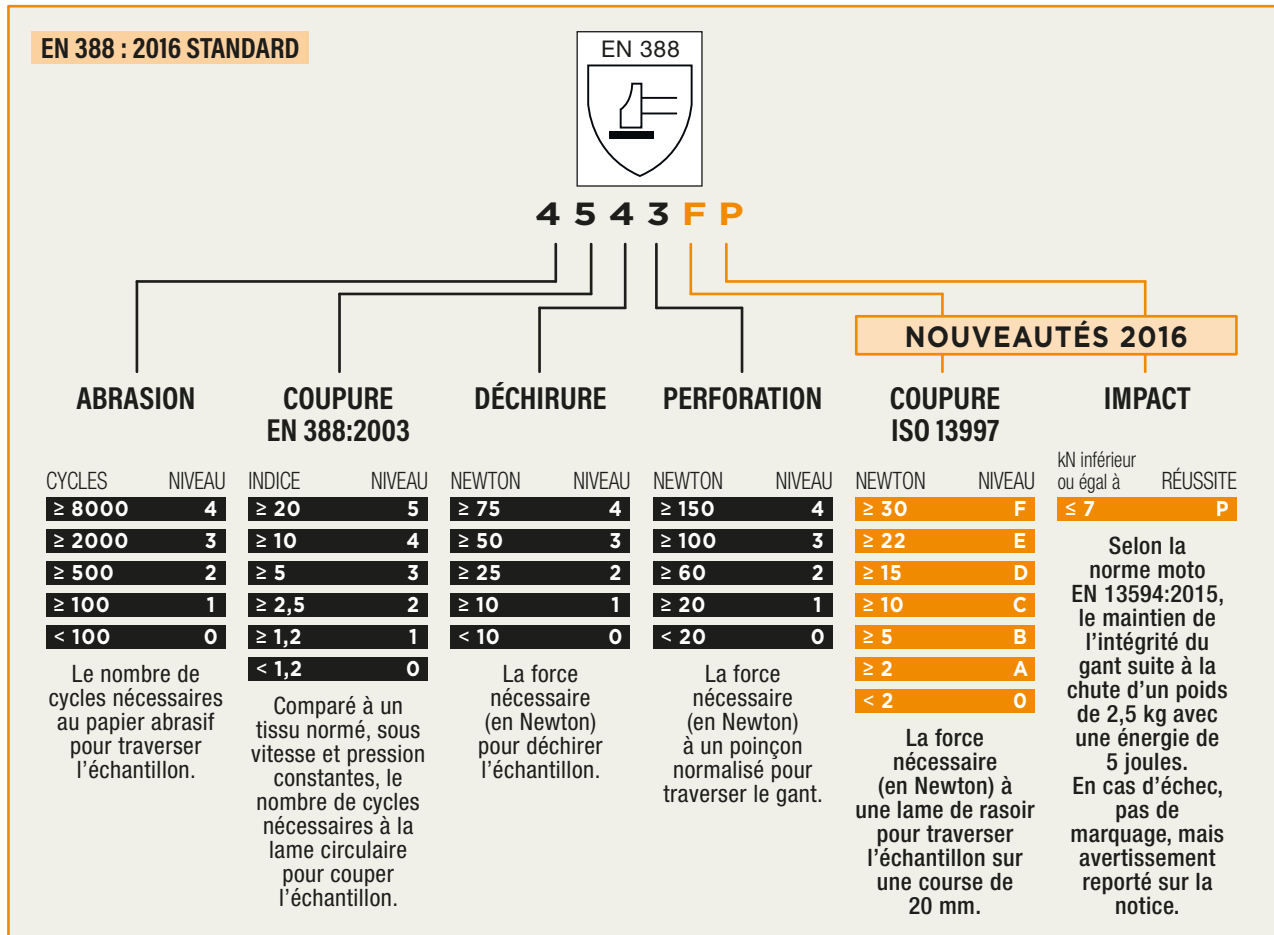 EN 388 : 2016 STANDARD
EN 388
4 5 4 3 F P
NOUVEAUTÉS 2016
ABRASION
CYCLES NIVEAU
≥ 8000 4
≥ 2000 3
≥ 500 2
≥ 100 1
< 100 0
Le nombre de
cycles nécessaires
au papier abrasif
pour traverser
l'échantillon.
COUPURE
EN 388:2003
INDICE NIVEAU
≥ 20 5
≥ 10 4
≥ 5 3
≥ 2,5 2
≥ 1,2 1
< 1,2 0
Comparé à un
tissu normé, sous
vitesse et pression
constantes, le
nombre de cycles
nécessaires à la
lame circulaire
pour couper
l'échantillon.
DÉCHIRURE
NEWTON NIVEAU
≥ 75 4
≥ 50 3
≥ 25 2
≥ 10 1
< 10 0
La force
nécessaire
(en Newton)
pour déchirer
l'échantillon.
PERFORATION
NEWTON NIVEAU
≥ 150 4
≥ 100 3
≥ 60 2
≥ 20 1
< 20 0
La force
nécessaire
(en Newton)
à un poinçon
normalisé pour
traverser le gant.
COUPURE
ISO 13997
NEWTON NIVEAU
≥ 30 F
≥ 22 E
≥ 15 D
≥ 10 C
≥ 5 B
≥ 2 A
< 2 0
La force
nécessaire
(en Newton) à
une lame de rasoir
pour traverser
l'échantillon sur
une course de
20 mm.
IMPACT
kN inférieur
ou égal à RÉUSSITE
≤ 7 P
Selon la
norme moto
EN 13594:2015,
le maintien de
l'intégrité du
gant suite à la
chute d'un poids
de 2,5 kg avec
une énergie de
5 joules.
En cas d'échec,
pas de
marquage, mais
avertissement
reporté sur la
notice.